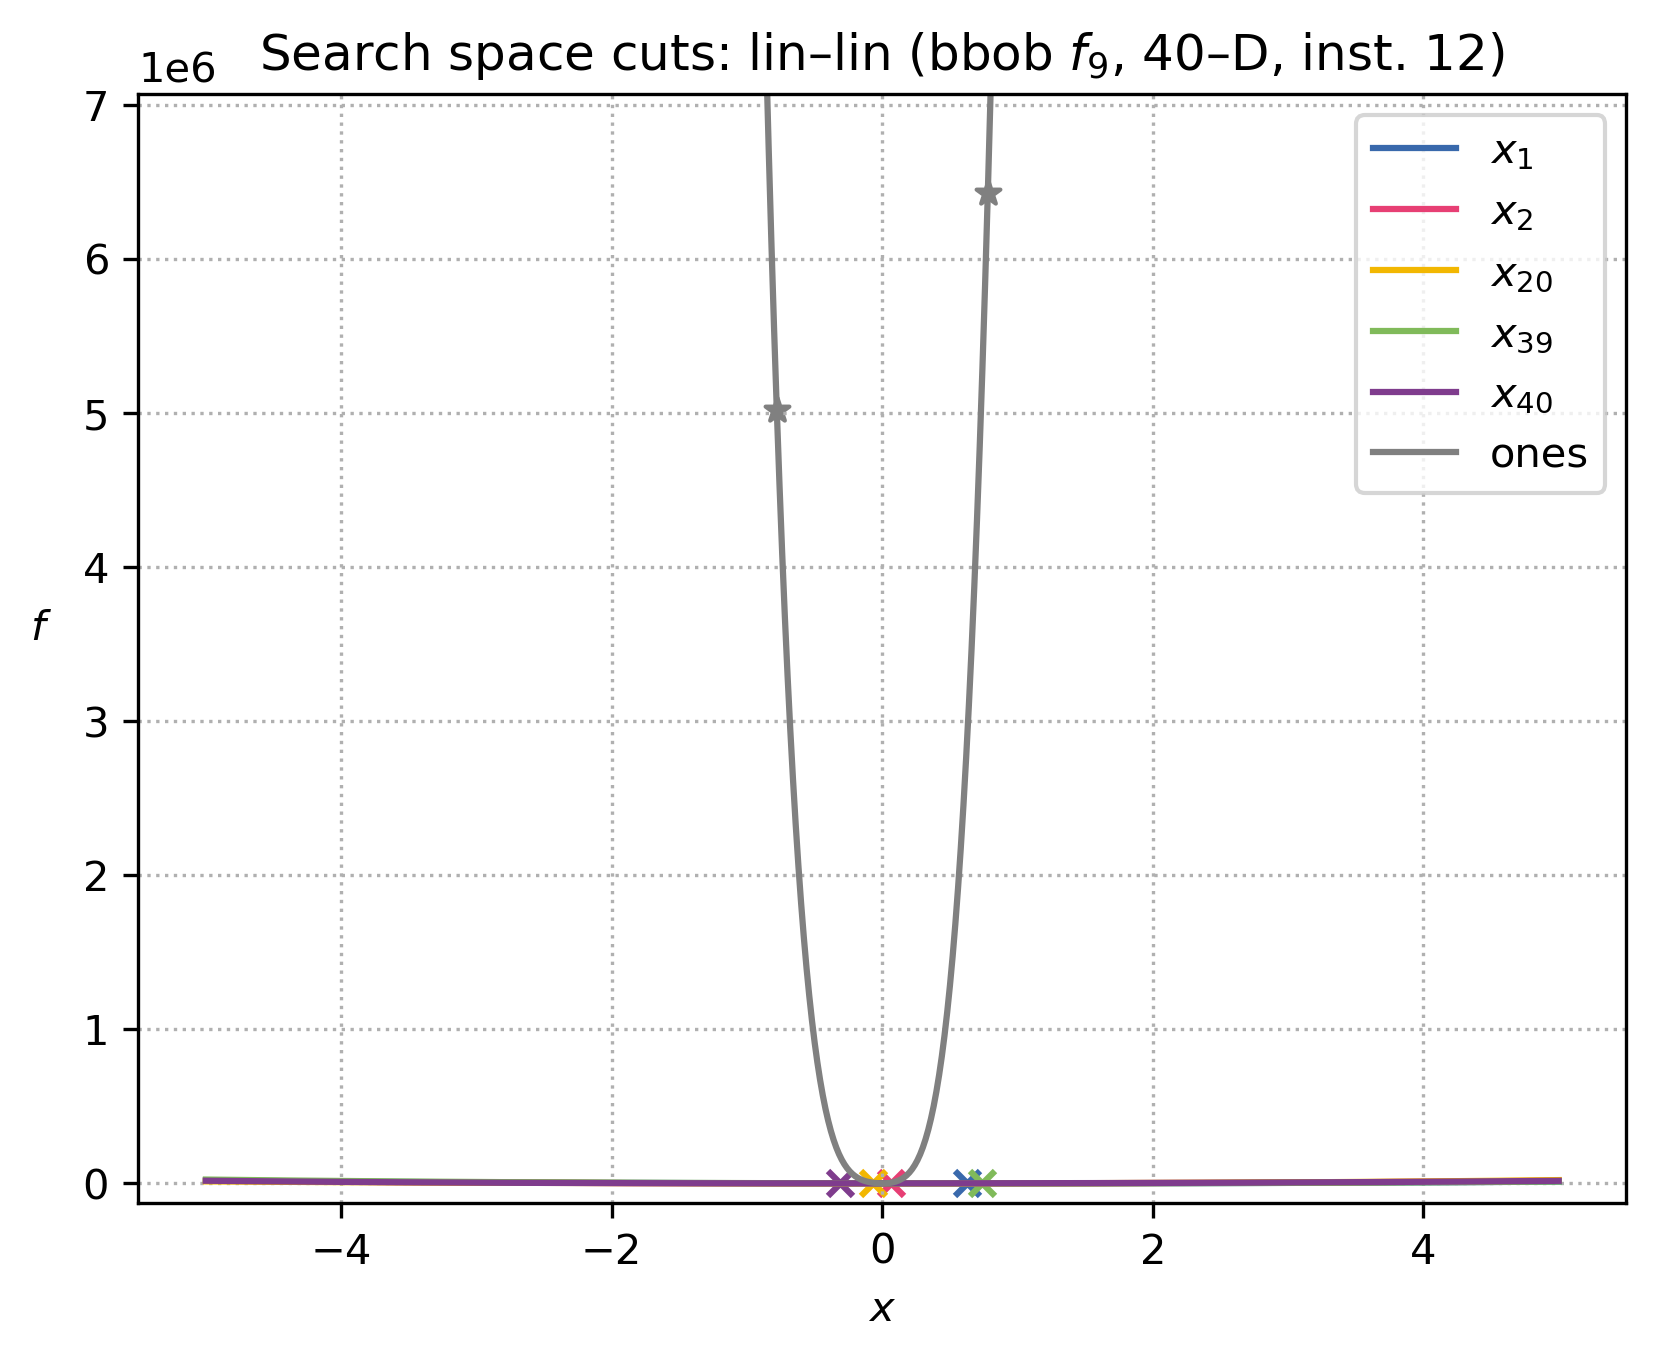 Search space cuts: lin–lin (bbob f₉, 40–D, inst. 12)
1e6
7
6
5
4
3
2
1
0
f
−4
−2
0
2
4
x
x₁
x₂
x₂₀
x₃₉
x₄₀
ones